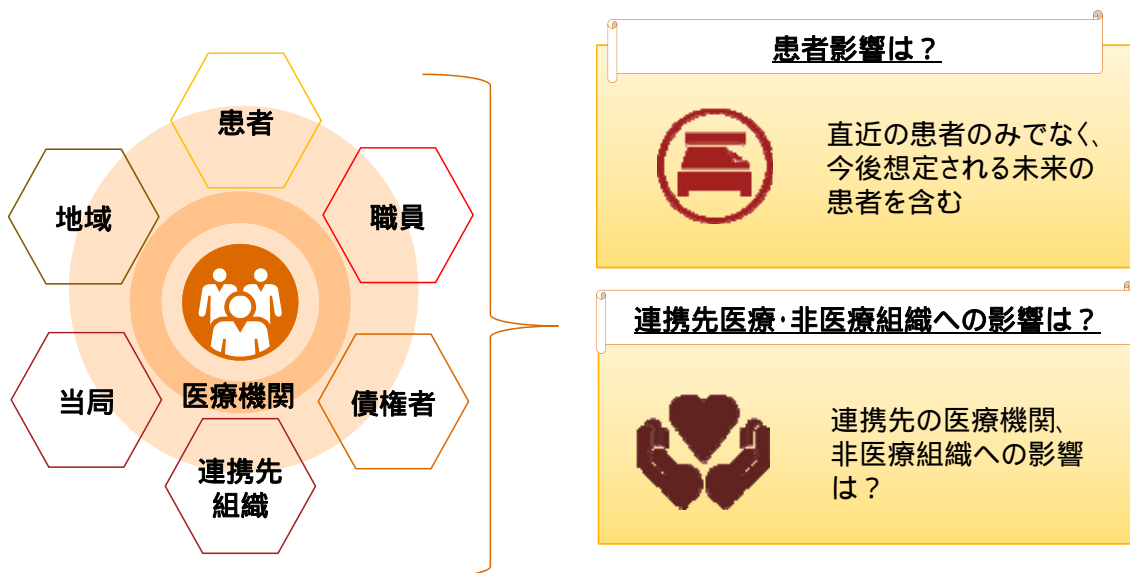 患者
地域
職員
医療機関
当局
債権者
連携先
組織
患者影響は？
直近の患者のみでなく、
今後想定される未来の
患者を含む
連携先医療･非医療組織への影響は？
連携先の医療機関、
非医療組織への影響
は？